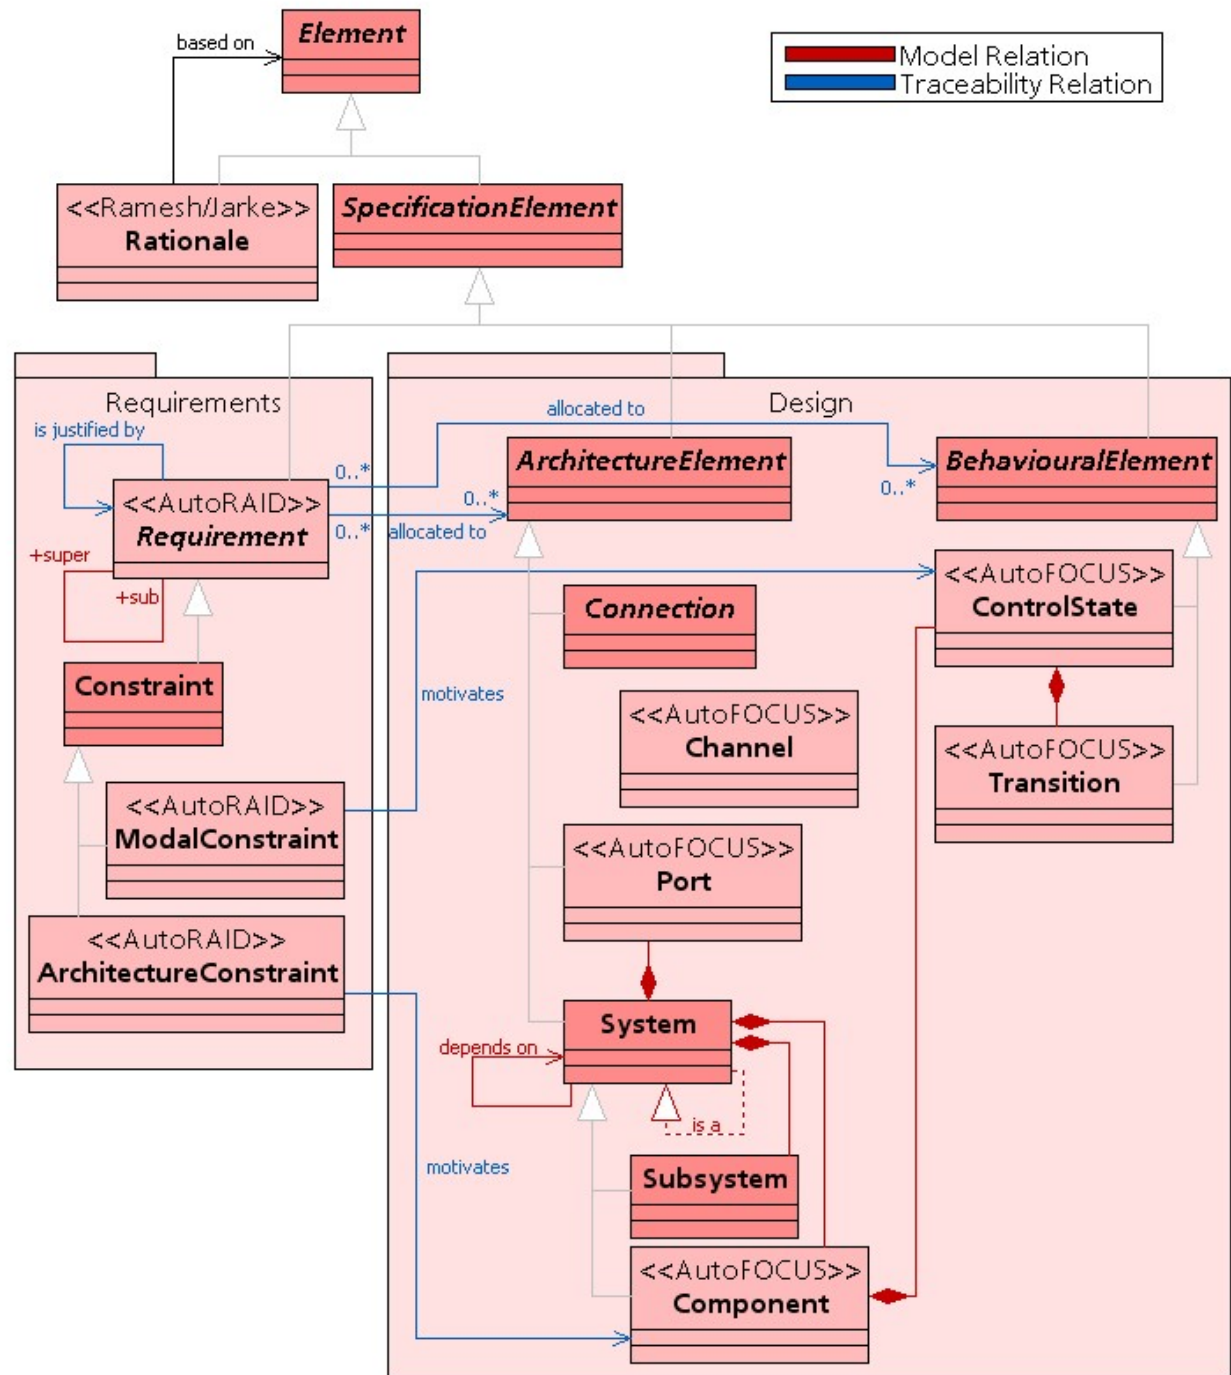 Element
based on
Model Relation
Traceability Relation
<<Ramesh/Jarke>>
Rationale
SpecificationElement
Requirements
Design
is justified by
allocated to
0..*
0..*
0..*
0..*
allocated to
<<AutoRAID>>
Requirement
ArchitectureElement
BehaviouralElement
+super
+sub
Constraint
<<AutoRAID>>
ModalConstraint
<<AutoRAID>>
ArchitectureConstraint
motivates
Connection
<<AutoFOCUS>>
Channel
<<AutoFOCUS>>
Port
<<AutoFOCUS>>
ControlState
<<AutoFOCUS>>
Transition
System
depends on
is a
motivates
Subsystem
<<AutoFOCUS>>
Component